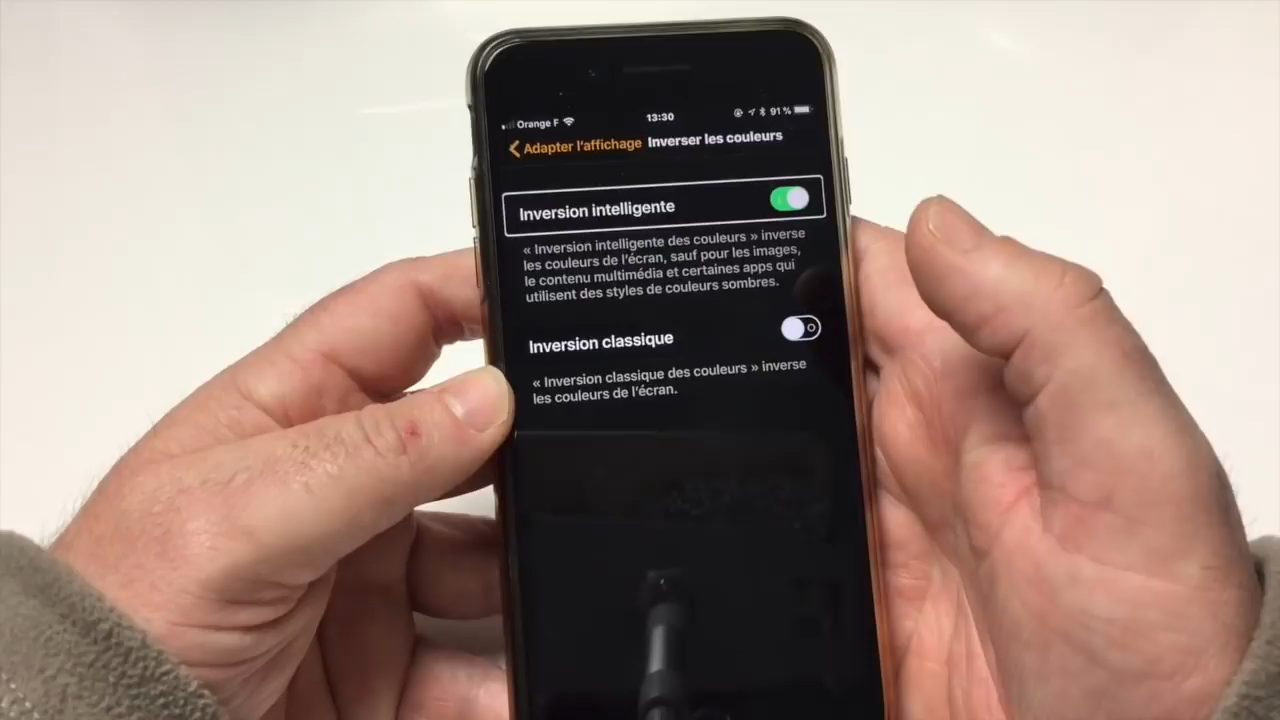 Orange F 13:30 91 %
Adapter l'affichage Inverser les couleurs
Inversion intelligente
« Inversion intelligente des couleurs » inverse
les couleurs de l'écran, sauf pour les images,
le contenu multimédia et certaines apps qui
utilisent des styles de couleurs sombres.
Inversion classique
« Inversion classique des couleurs » inverse
les couleurs de l'écran.